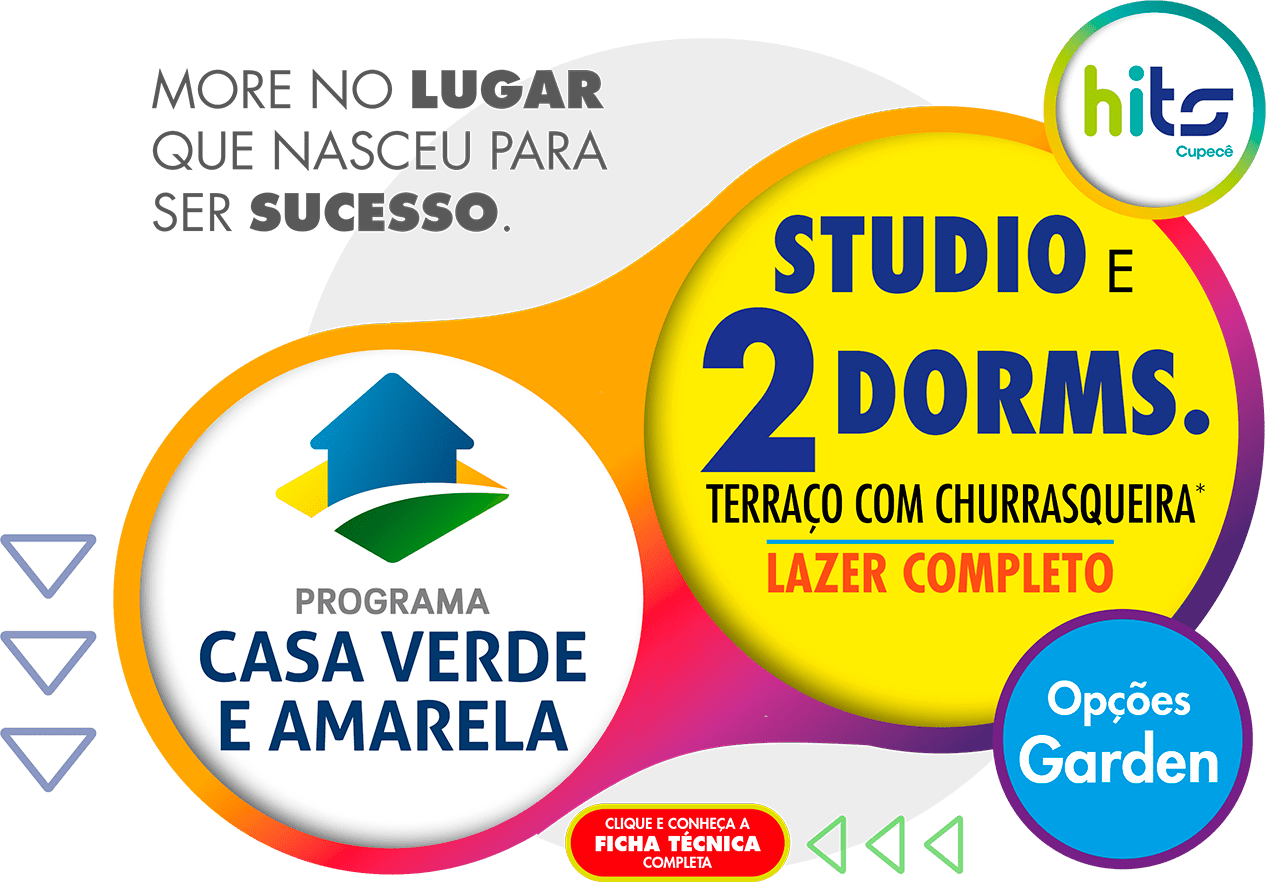 MORE NO LUGAR
QUE NASCEU PARA
SER SUCESSO.
hits
Cupecê
STUDIO E
2 DORMS.
TERRAÇO COM CHURRASQUEIRA*
LAZER COMPLETO
PROGRAMA
CASA VERDE
E AMARELA
Opções
Garden
CLIQUE E CONHEÇA A
FICHA TÉCNICA
COMPLETA